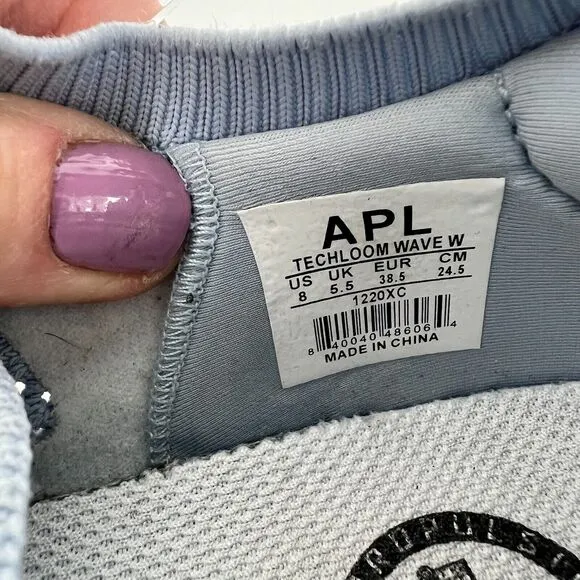 APL
TECHLOOM WAVE W
US UK EUR CM
8 5.5 38.5 24.5
1220XC
8 40040 48606 4
MADE IN CHINA